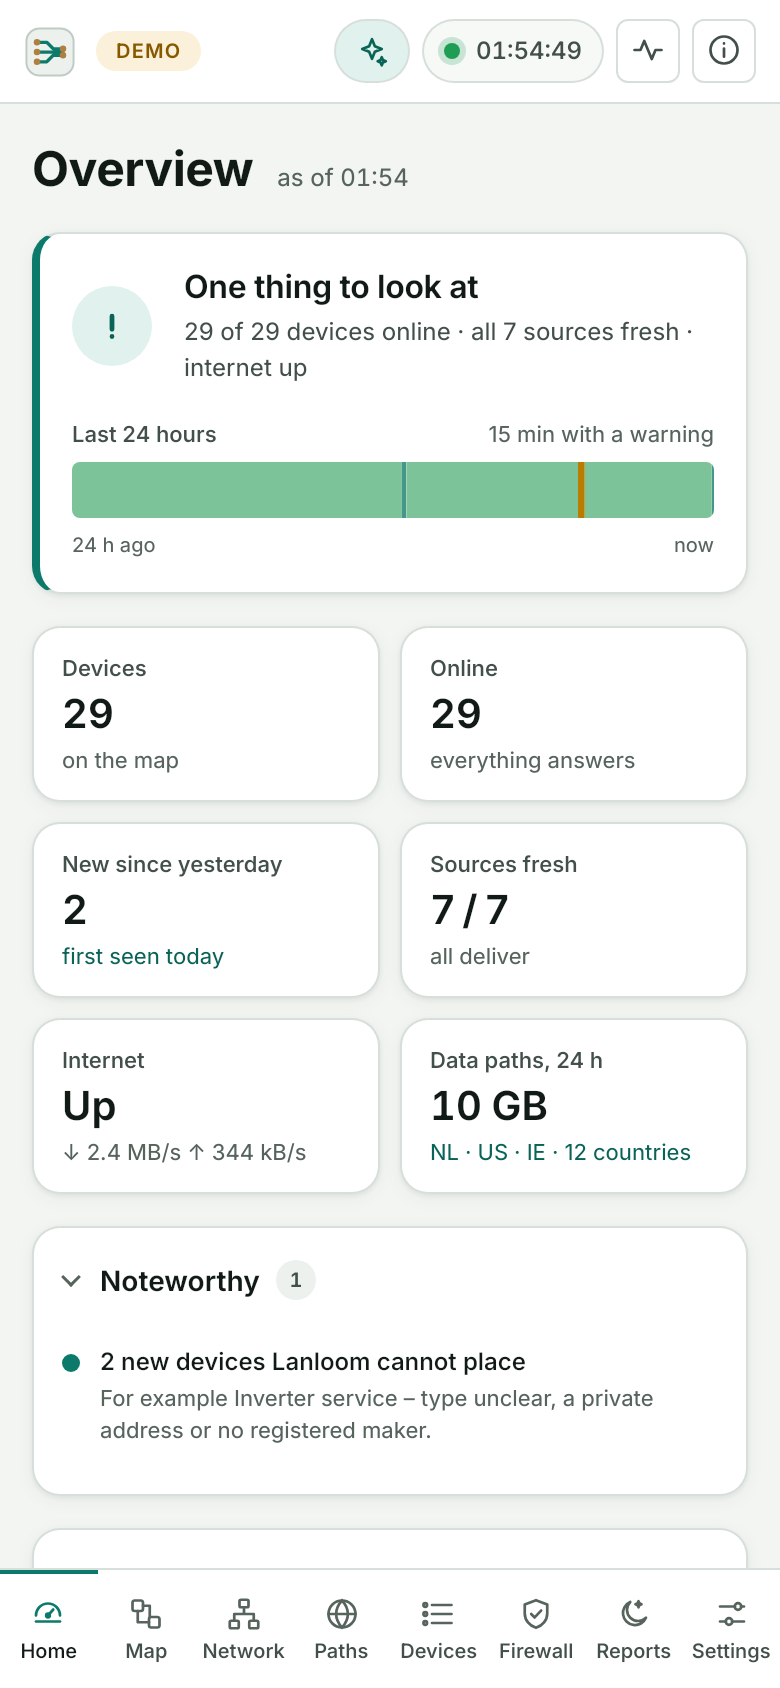 DEMO
01:54:49
Overview as of 01:54
One thing to look at
29 of 29 devices online · all 7 sources fresh ·
internet up
Last 24 hours 15 min with a warning
24 h ago now
Devices
29
on the map
Online
29
everything answers
New since yesterday
2
first seen today
Sources fresh
7 / 7
all deliver
Internet
Up
↓ 2.4 MB/s ↑ 344 kB/s
Data paths, 24 h
10 GB
NL · US · IE · 12 countries
Noteworthy 1
2 new devices Lanloom cannot place
For example Inverter service – type unclear, a private
address or no registered maker.
Home Map Network Paths Devices Firewall Reports Settings